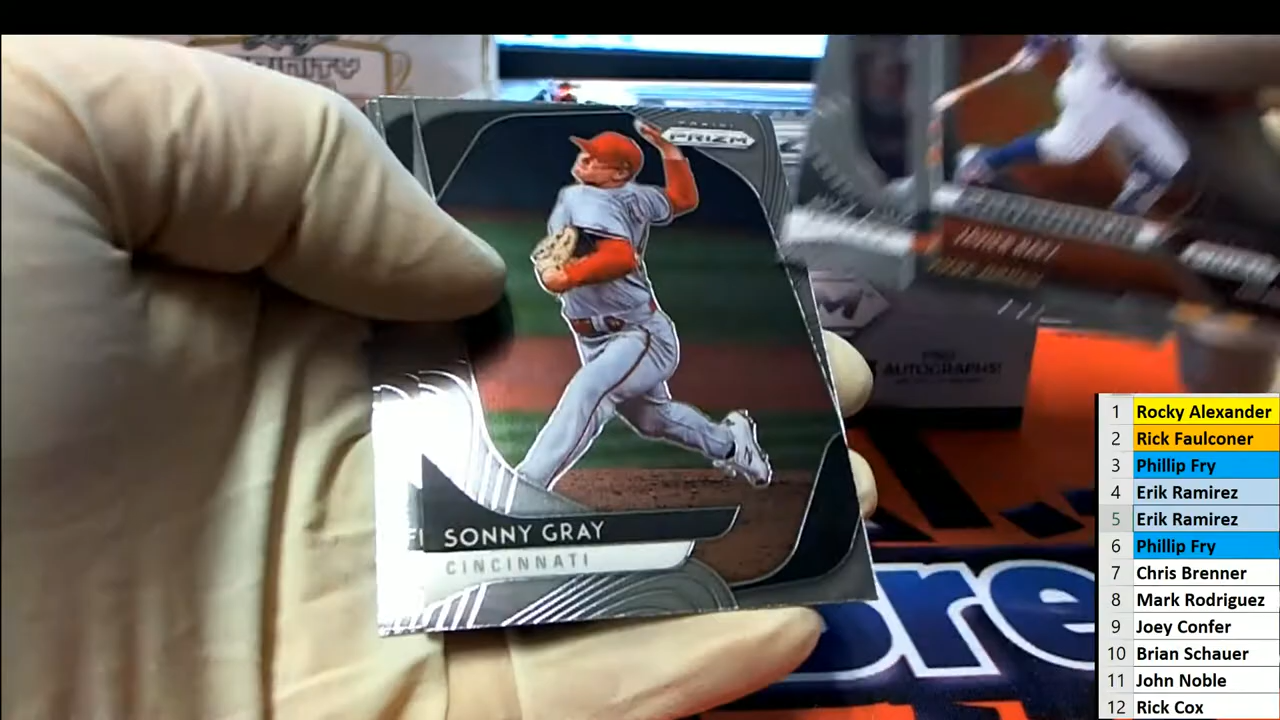 PANINI
PRIZM
SONNY GRAY
CINCINNATI
AUTOGRAPHS!
1 Rocky Alexander
2 Rick Faulconer
3 Phillip Fry
4 Erik Ramirez
5 Erik Ramirez
6 Phillip Fry
7 Chris Brenner
8 Mark Rodriguez
9 Joey Confer
10 Brian Schauer
11 John Noble
12 Rick Cox